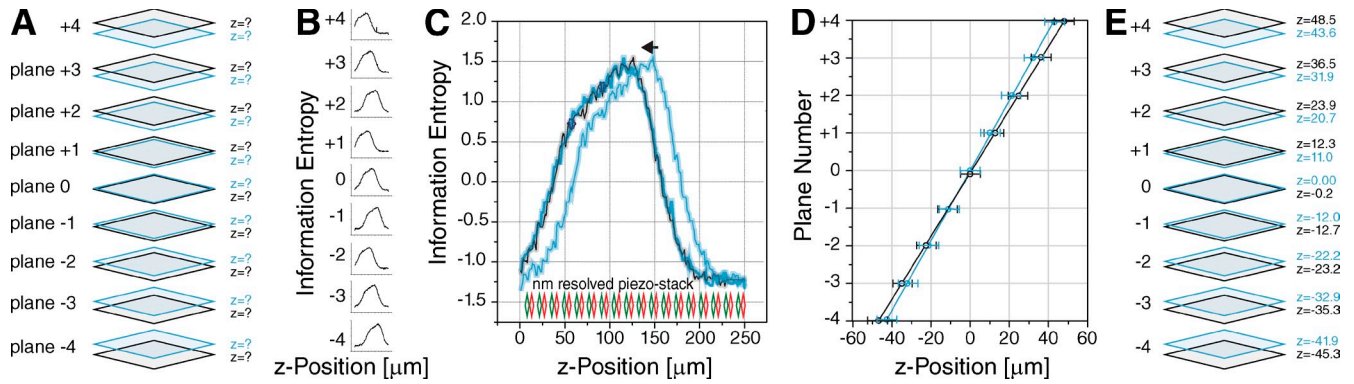 A
+4
z=?
z=?
plane +3
z=?
z=?
plane +2
z=?
z=?
plane +1
z=?
z=?
plane 0
z=?
z=?
plane -1
z=?
z=?
plane -2
z=?
z=?
plane -3
z=?
z=?
plane -4
z=?
z=?
B
Information Entropy
+4
+3
+2
+1
0
-1
-2
-3
-4
z-Position [µm]
C
Information Entropy
2.0
1.5
1.0
0.5
0.0
-0.5
-1.0
-1.5
nm resolved piezo-stack
0 50 100 150 200 250
z-Position [µm]
D
Plane Number
+4
+3
+2
+1
0
-1
-2
-3
-4
-60 -40 -20 0 20 40 60
z-Position [µm]
E
+4
z=48.5
z=43.6
+3
z=36.5
z=31.9
+2
z=23.9
z=20.7
+1
z=12.3
z=11.0
0
z=0.00
z=-0.2
-1
z=-12.0
z=-12.7
-2
z=-22.2
z=-23.2
-3
z=-32.9
z=-35.3
-4
z=-41.9
z=-45.3